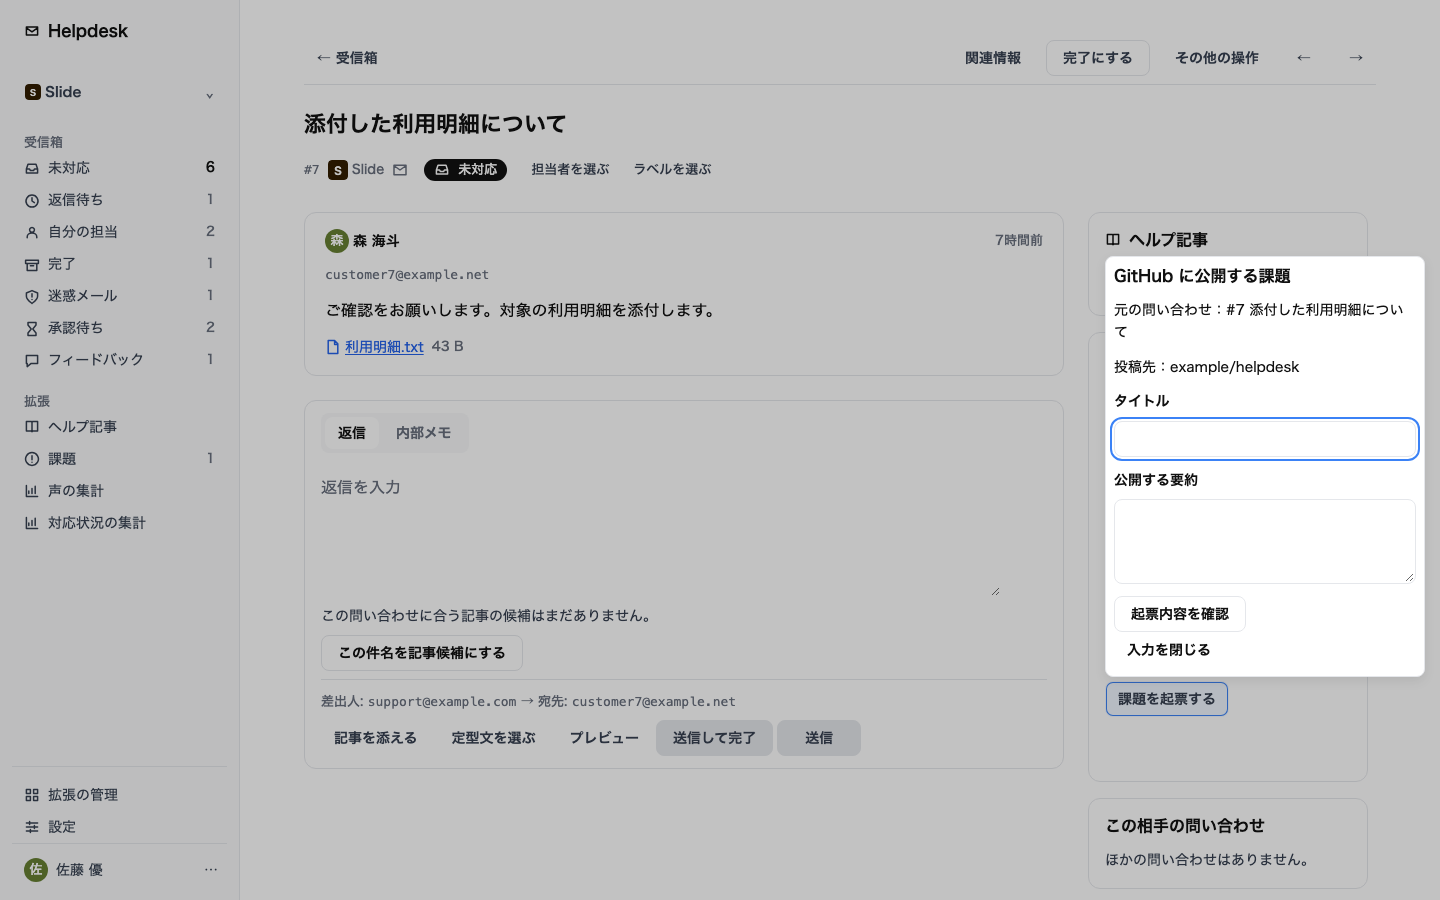 Helpdesk
S Slide
受信箱
未対応 6
返信待ち 1
自分の担当 2
完了 1
迷惑メール 1
承認待ち 2
フィードバック 1
拡張
ヘルプ記事
課題 1
声の集計
対応状況の集計
拡張の管理
設定
佐 佐藤 優 …
← 受信箱
関連情報 完了にする その他の操作 ← →
添付した利用明細について
#7 S Slide 未対応 担当者を選ぶ ラベルを選ぶ
森 森 海斗 7時間前
customer7@example.net
ご確認をお願いします。対象の利用明細を添付します。
利用明細.txt 43 B
返信 内部メモ
返信を入力
この問い合わせに合う記事の候補はまだありません。
この件名を記事候補にする
差出人: support@example.com → 宛先: customer7@example.net
記事を添える 定型文を選ぶ プレビュー 送信して完了 送信
ヘルプ記事
GitHub に公開する課題
元の問い合わせ：#7 添付した利用明細につい
て
投稿先：example/helpdesk
タイトル
公開する要約
起票内容を確認
入力を閉じる
課題を起票する
この相手の問い合わせ
ほかの問い合わせはありません。